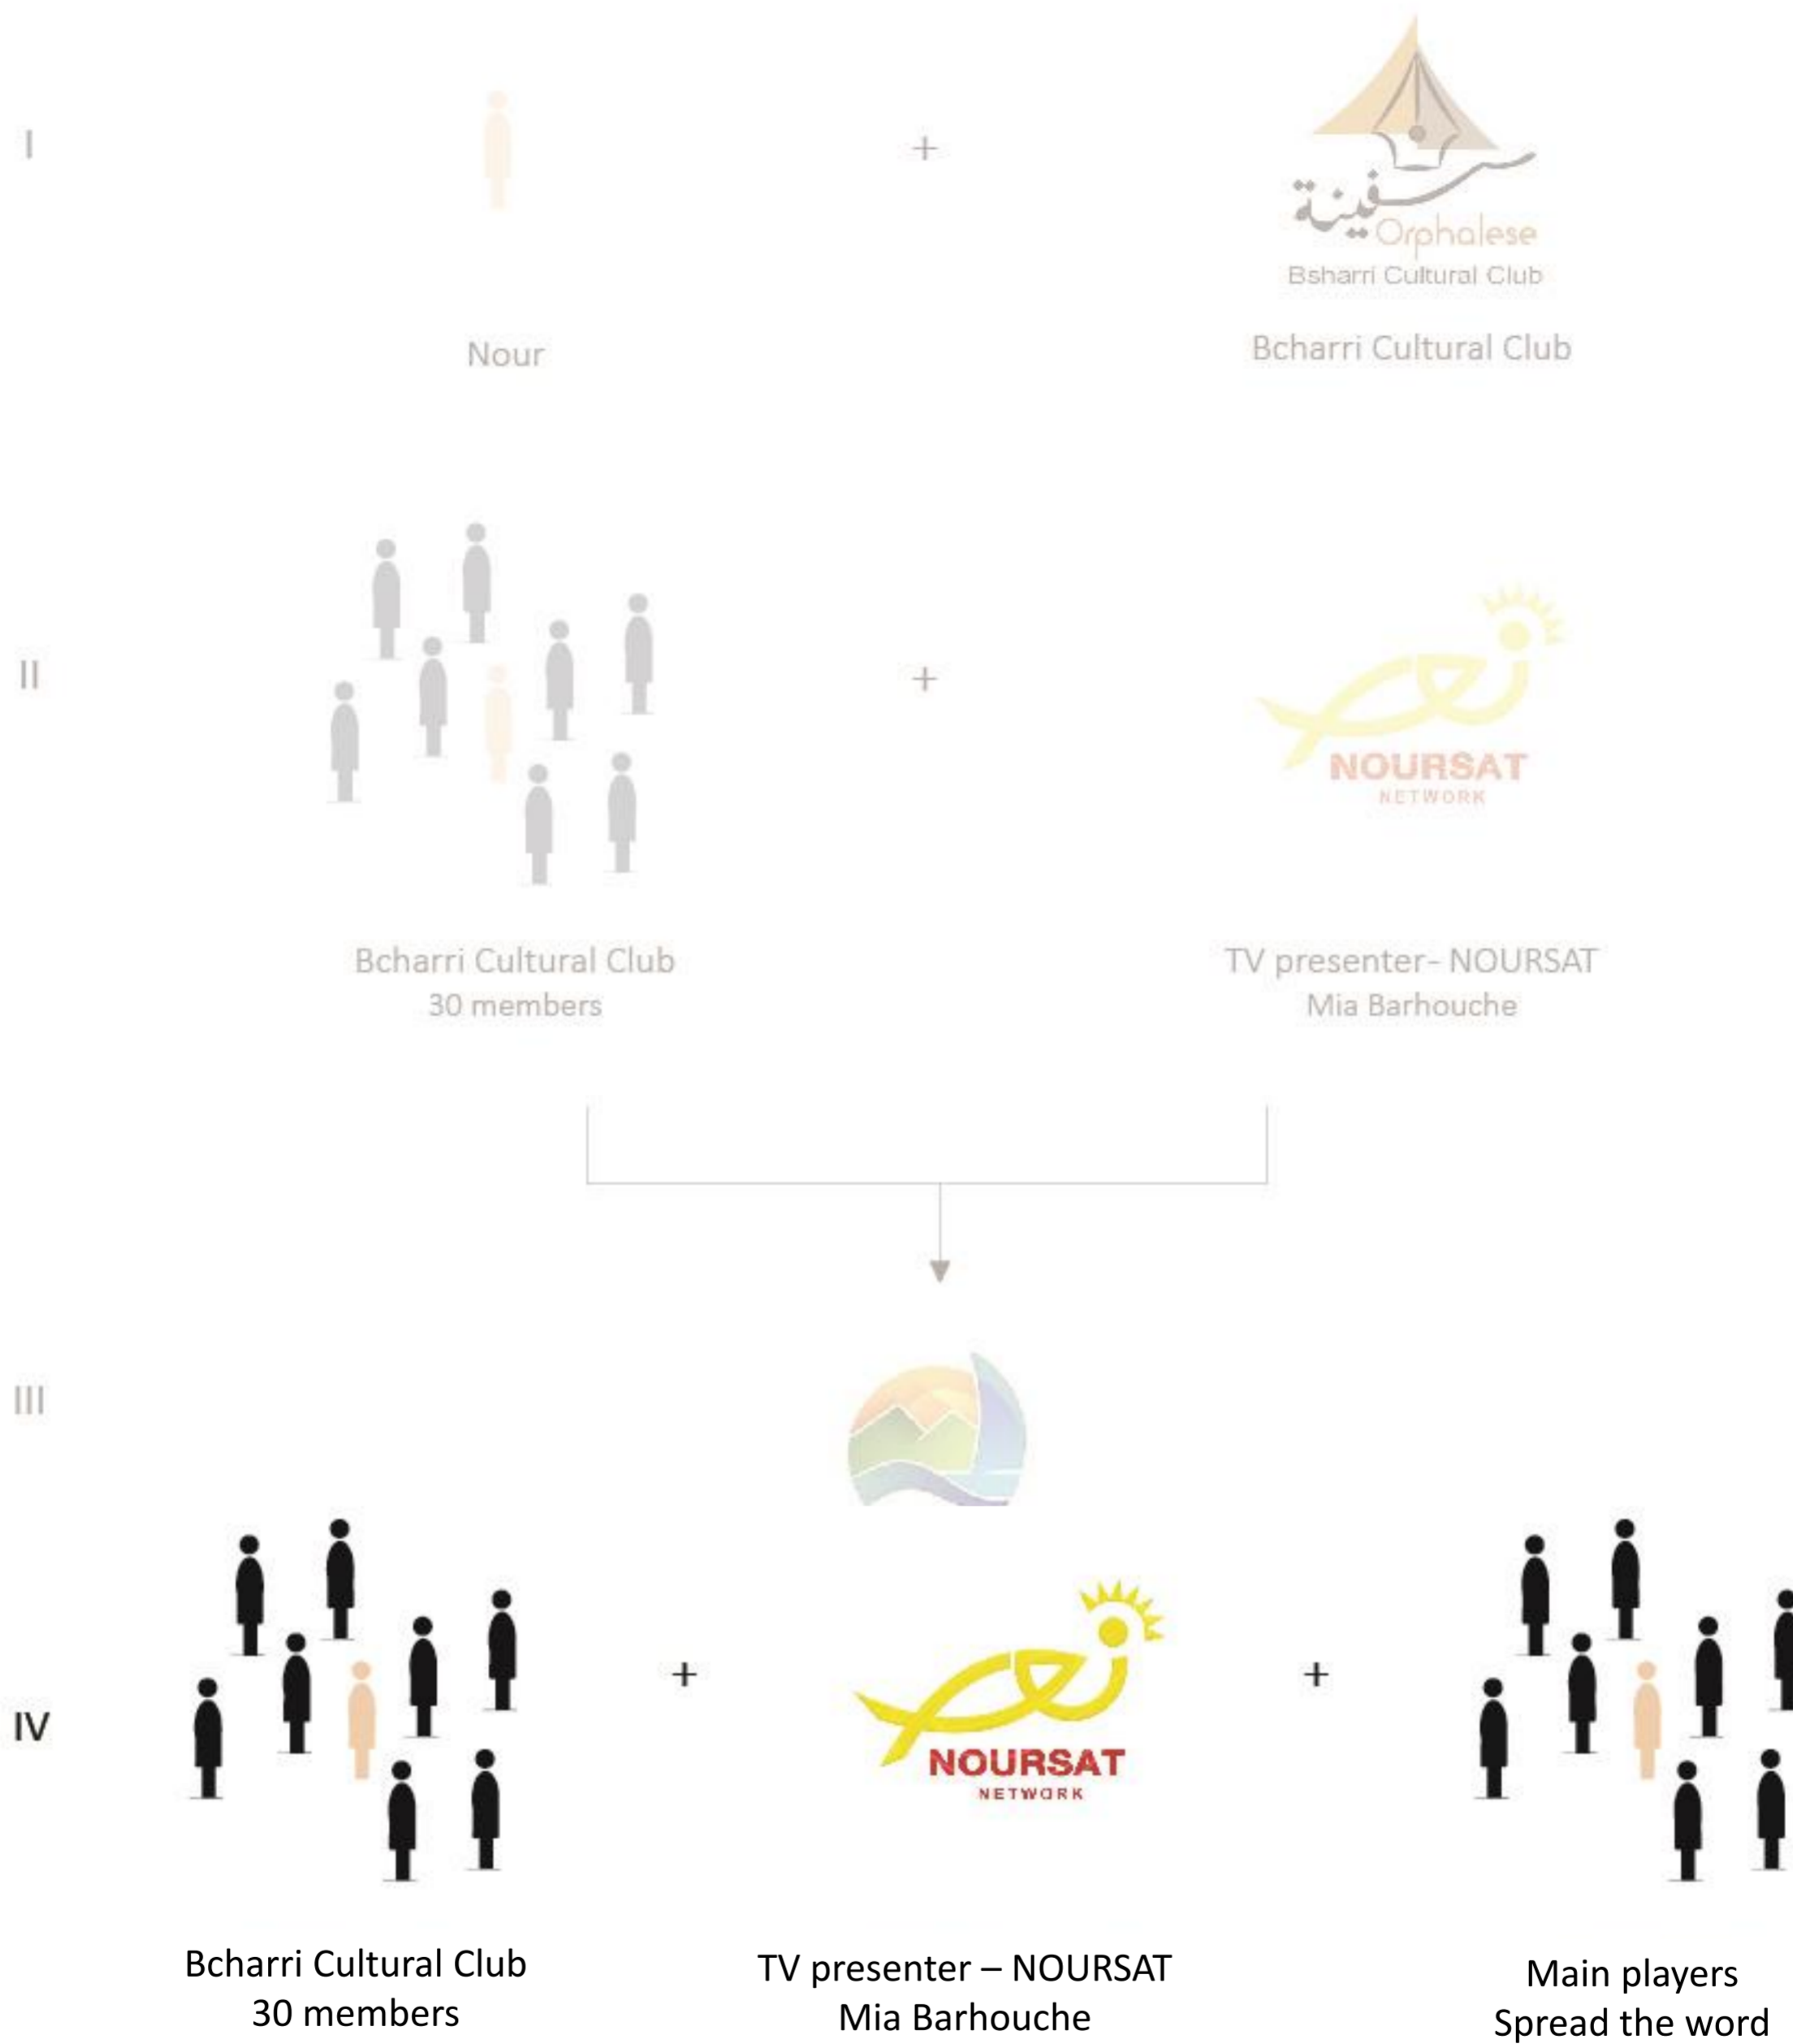 I
+
سفينة
Orphalese
Bsharri Cultural Club
Nour
Bcharri Cultural Club
II
+
NOURSAT
NETWORK
Bcharri Cultural Club
30 members
TV presenter- NOURSAT
Mia Barhouche
III
IV
+
نور
NOURSAT
NETWORK
+
Bcharri Cultural Club
30 members
TV presenter – NOURSAT
Mia Barhouche
Main players
Spread the word